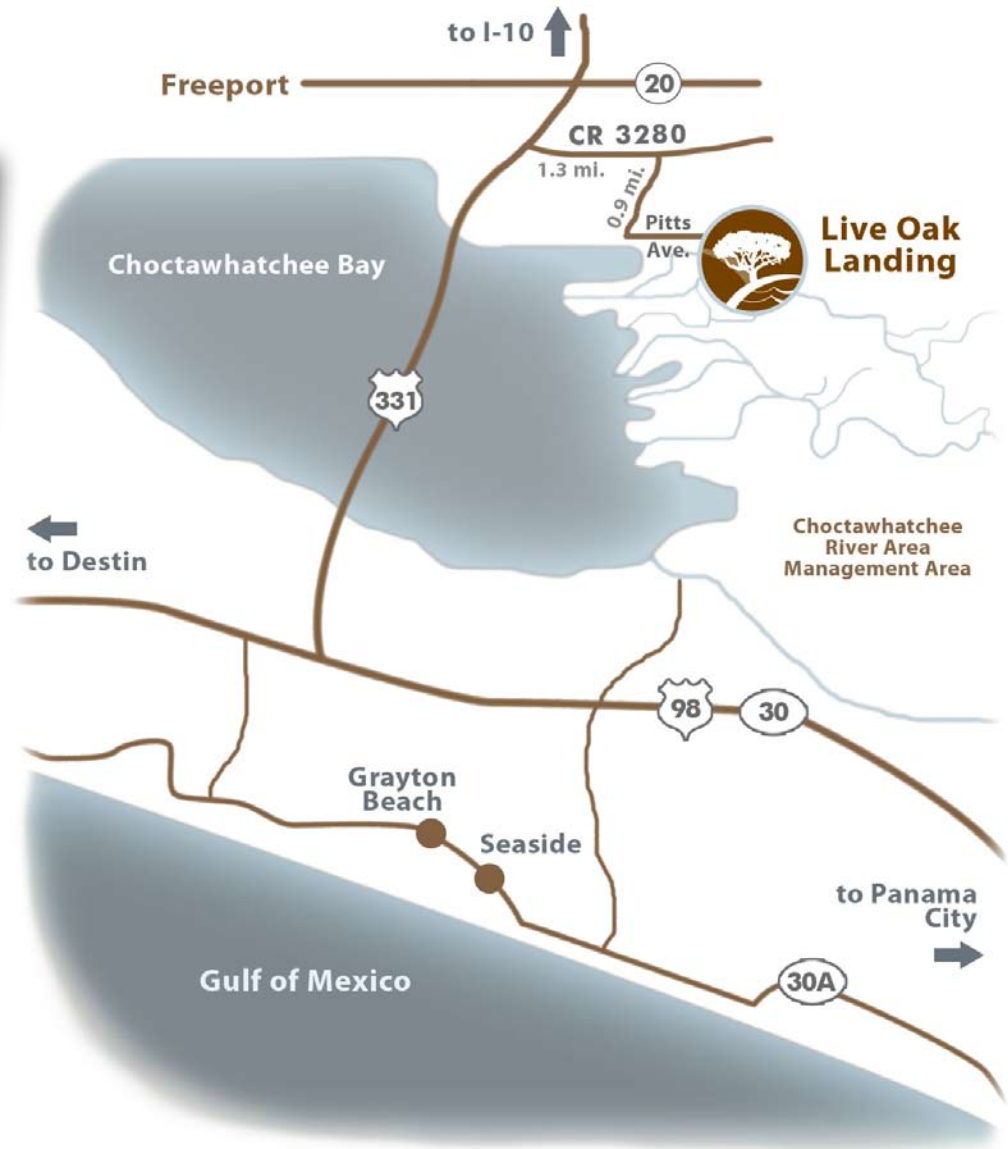 to I-10
Freeport
20
CR 3280
1.3 mi.
0.9 mi.
Pitts
Ave.
Live Oak
Landing
Choctawhatchee Bay
331
Choctawhatchee
River Area
Management Area
to Destin
98
30
Grayton
Beach
Seaside
to Panama
City
Gulf of Mexico
30A